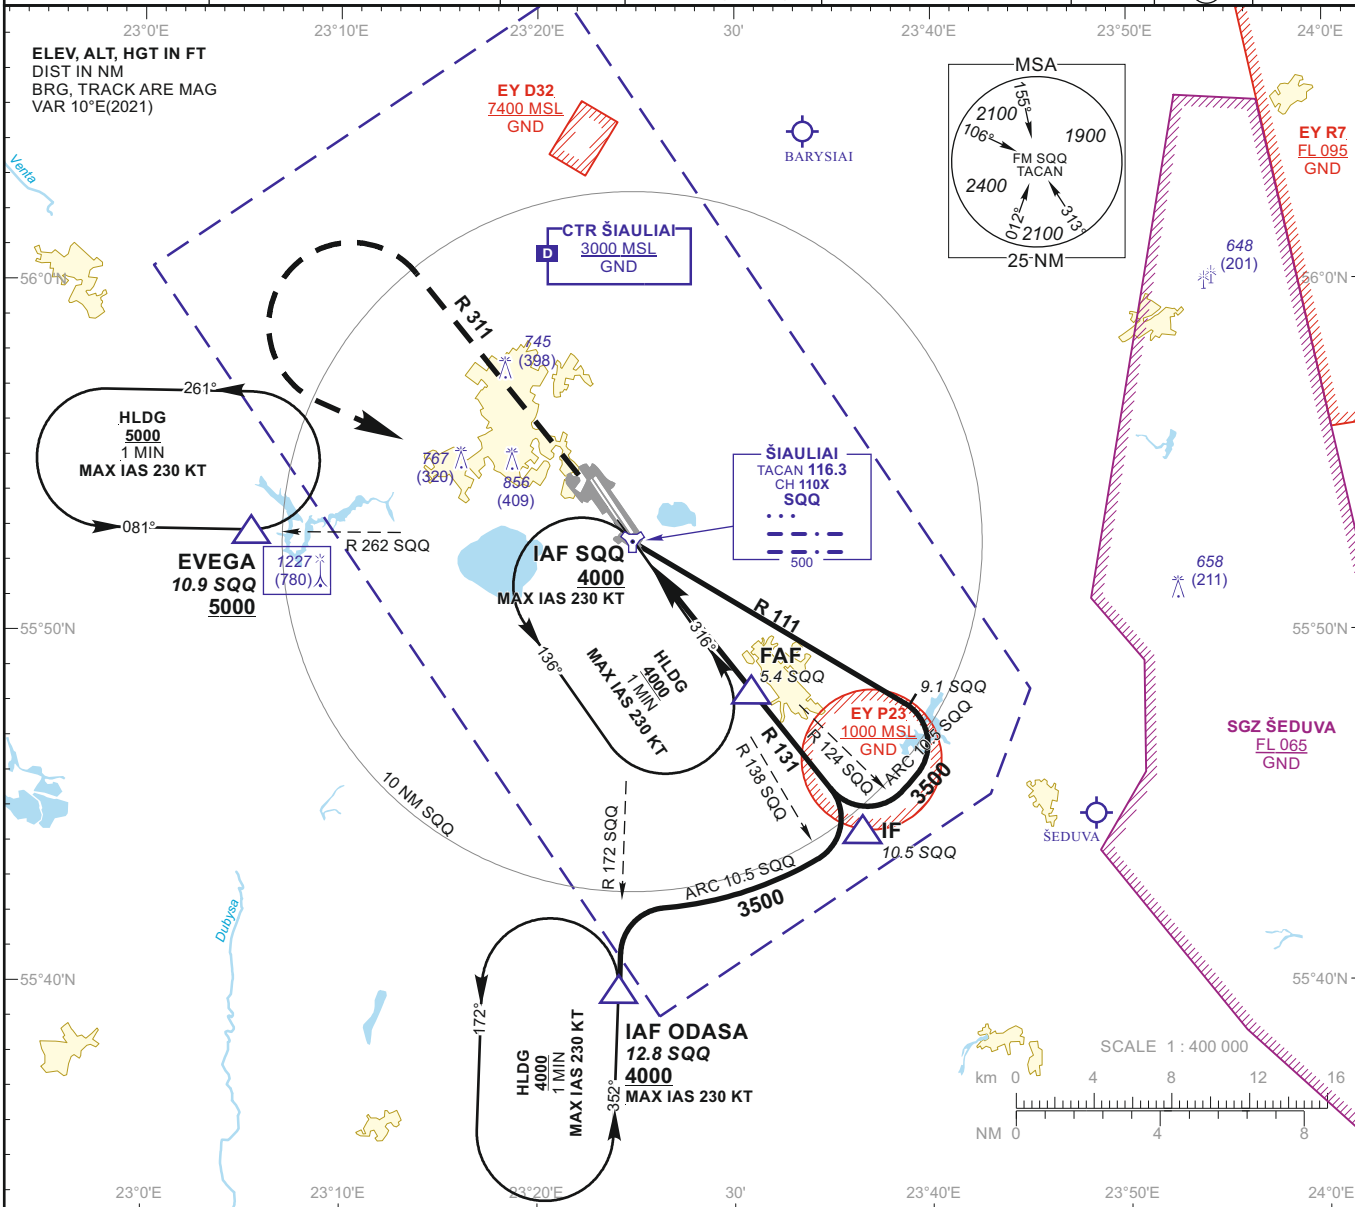 23°0'E
23°10'E
23°20'E
30'
23°40'E
23°50'E
24°0'E
ELEV, ALT, HGT IN FT
DIST IN NM
BRG, TRACK ARE MAG
VAR 10°E(2021)
Venta
EY D32
7400 MSL
GND
BARYSIAI
MSA
155°
2100
106°
1900
FM SQQ
TACAN
2400
012°
313°
2100
25 NM
EY R7
FL 095
GND
648
(201)
56°0'N
56°0'N
CTR ŠIAULIAI
D
3000 MSL
GND
R 311
745
(398)
261°
HLDG
5000
1 MIN
MAX IAS 230 KT
081°
767
(320)
856
(409)
ŠIAULIAI
TACAN 116.3
CH 110X
SQQ
500
EVEGA
10.9 SQQ
5000
1227
(780)
R 262 SQQ
IAF SQQ
4000
MAX IAS 230 KT
658
(211)
55°50'N
55°50'N
R 111
316°
136°
HLDG
4000
1 MIN
MAX IAS 230 KT
FAF
5.4 SQQ
9.1 SQQ
EY P23
1000 MSL
GND
R 131
R 124 SQQ
R 138 SQQ
ARC 10.5 SQQ
3500
SGZ ŠEDUVA
FL 065
GND
10 NM SQQ
R 172 SQQ
IF
10.5 SQQ
ŠEDUVA
ARC 10.5 SQQ
3500
Dubysa
55°40'N
55°40'N
172°
HLDG
4000
1 MIN
MAX IAS 230 KT
352°
IAF ODASA
12.8 SQQ
4000
MAX IAS 230 KT
SCALE 1 : 400 000
km 0 4 8 12 16
NM 0 4 8
23°0'E
23°10'E
23°20'E
30'
23°40'E
23°50'E
24°0'E